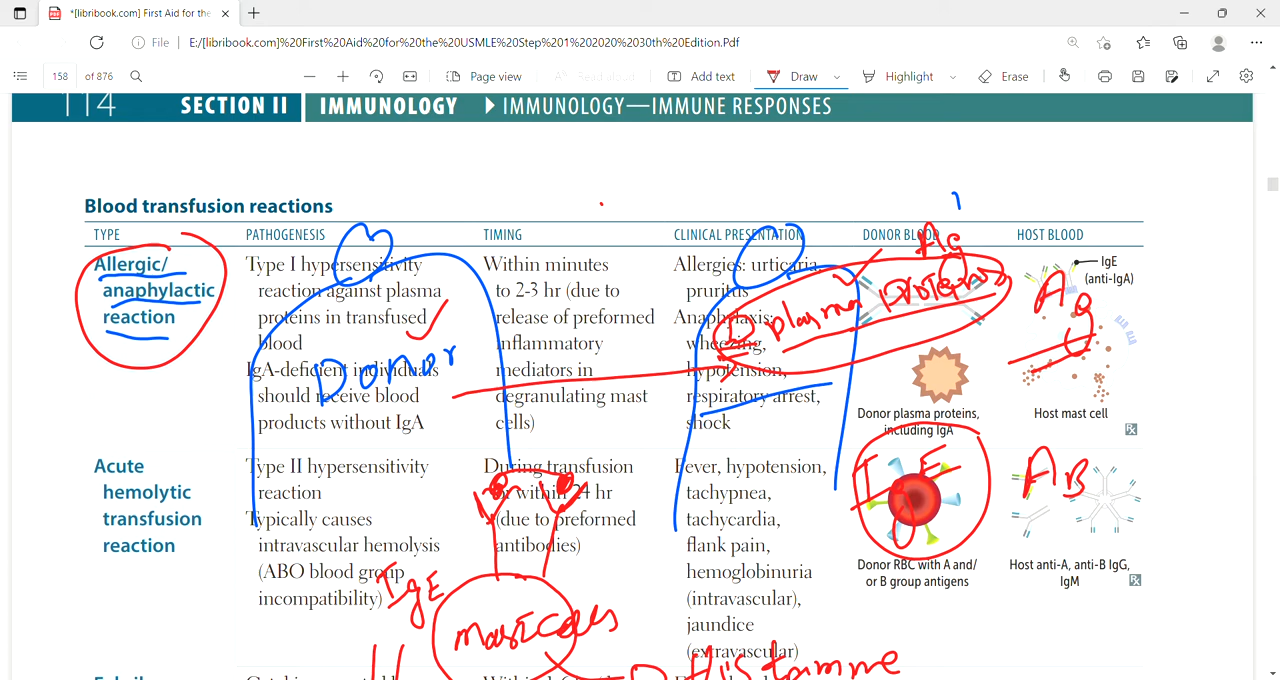 *[libribook.com] First Aid for the
File E:/[libribook.com]%20First%20Aid%20for%20the%20USMLE%20Step%201%202020%2030th%20Edition.Pdf
158 of 876 Page view Read aloud Add text Draw Highlight Erase
114 SECTION II IMMUNOLOGY IMMUNOLOGY—IMMUNE RESPONSES
Blood transfusion reactions
TYPE PATHOGENESIS TIMING CLINICAL PRESENTATION DONOR BLOOD HOST BLOOD
Allergic/
anaphylactic
reaction
Type I hypersensitivity
reaction against plasma
proteins in transfused
blood
IgA-deficient individuals
should receive blood
products without IgA
Within minutes
to 2-3 hr (due to
release of preformed
inflammatory
mediators in
degranulating mast
cells)
Allergies: urticaria,
pruritus
Anaphylaxis:
wheezing,
hypotension,
respiratory arrest,
shock
Donor plasma proteins,
including IgA
IgE
(anti-IgA)
Host mast cell
Rx
Donor
Ag
plasma proteins
Ag
Acute
hemolytic
transfusion
reaction
Type II hypersensitivity
reaction
Typically causes
intravascular hemolysis
(ABO blood group
incompatibility)
During transfusion
or within 24 hr
(due to preformed
antibodies)
Fever, hypotension,
tachypnea,
tachycardia,
flank pain,
hemoglobinuria
(intravascular),
jaundice
(extravascular)
Donor RBC with A and/
or B group antigens
Host anti-A, anti-B IgG,
IgM
Rx
IgE
AB
IgE
mast cells
Histamine